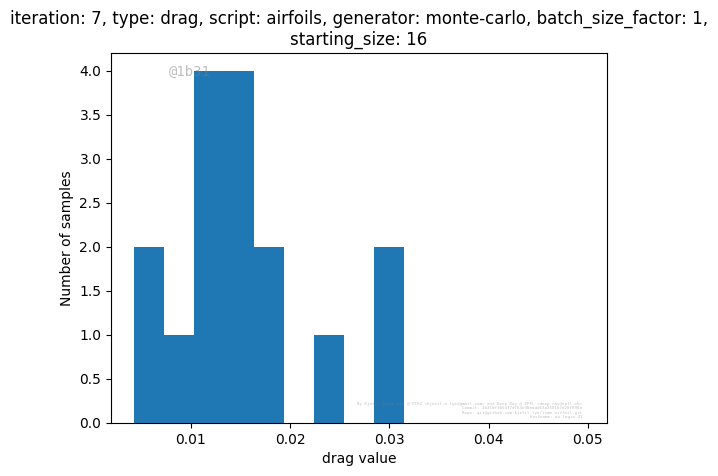 iteration: 7, type: drag, script: airfoils, generator: monte-carlo, batch_size_factor: 1,
starting_size: 16
@1b31
4.0
3.5
3.0
2.5
2.0
1.5
1.0
0.5
0.0
Number of samples
0.01
0.02
0.03
0.04
0.05
drag value